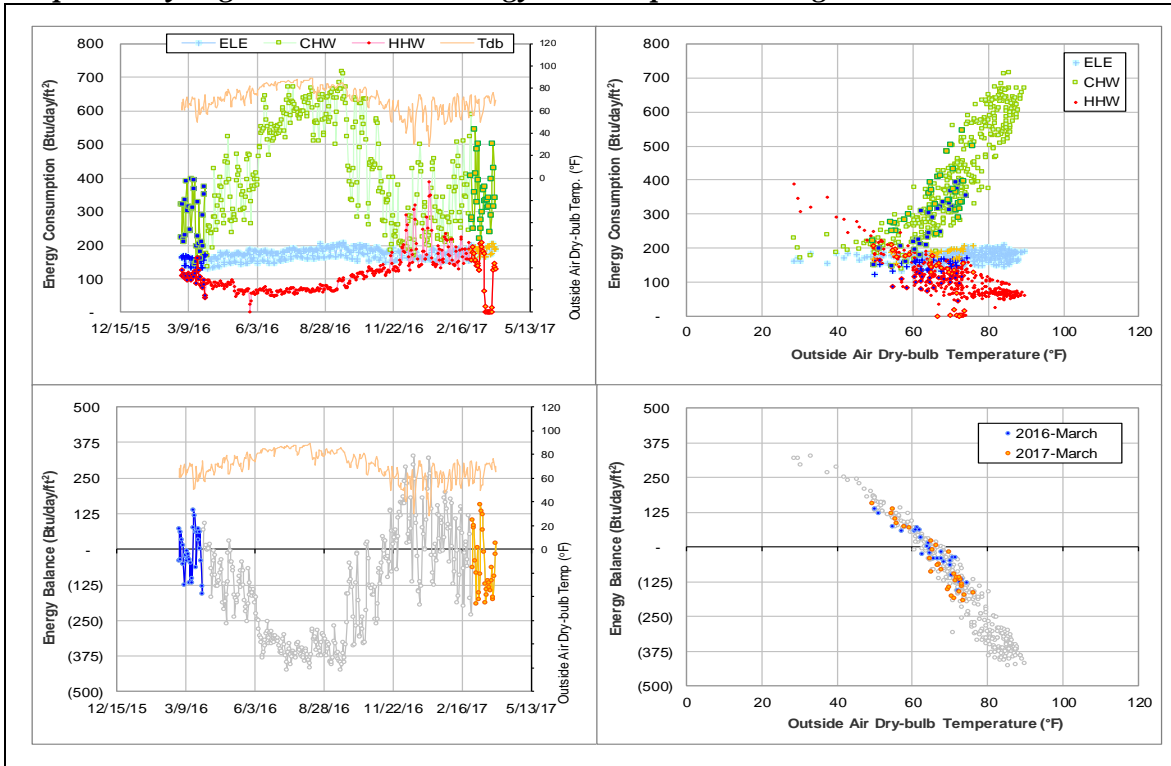 ELE CHW HHW Tdb
Energy Consumption (Btu/day/ft²)
800
700
600
500
400
300
200
100
-
120
100
80
60
40
20
0
Outside Air Dry-bulb Temp. (°F)
12/15/15 3/9/16 6/3/16 8/28/16 11/22/16 2/16/17 5/13/17
Energy Consumption (Btu/day/ft²)
800
700
600
500
400
300
200
100
-
ELE
CHW
HHW
0 20 40 60 80 100 120
Outside Air Dry-bulb Temperature (°F)
Energy Balance (Btu/day/ft²)
500
375
250
125
-
(125)
(250)
(375)
(500)
120
100
80
60
40
20
0
Outside Air Dry-bulb Temp (°F)
12/15/15 3/9/16 6/3/16 8/28/16 11/22/16 2/16/17 5/13/17
Energy Balance (Btu/day/ft²)
500
375
250
125
-
(125)
(250)
(375)
(500)
2016-March
2017-March
0 20 40 60 80 100 120
Outside Air Dry-bulb Temperature (°F)